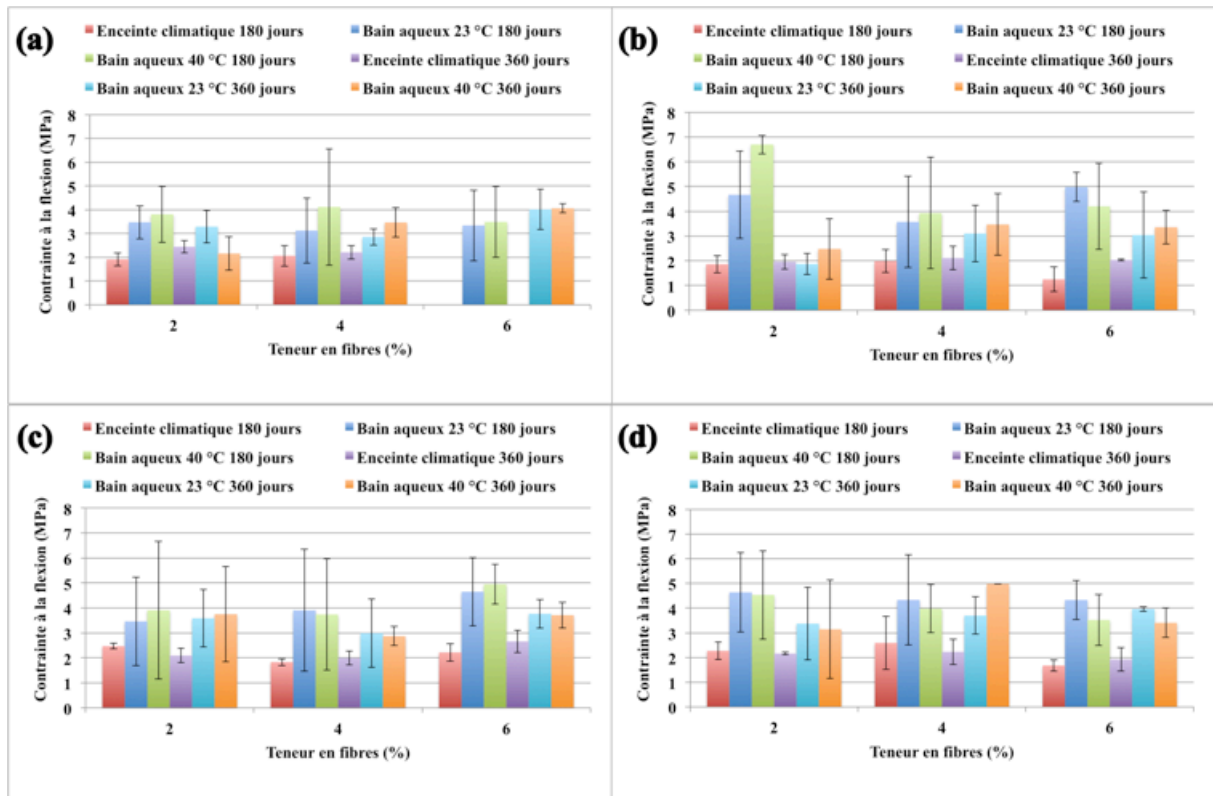 (a)
Enceinte climatique 180 jours
Bain aqueux 23 °C 180 jours
Bain aqueux 40 °C 180 jours
Enceinte climatique 360 jours
Bain aqueux 23 °C 360 jours
Bain aqueux 40 °C 360 jours
Contrainte à la flexion (MPa)
8
7
6
5
4
3
2
1
0
2 4 6
Teneur en fibres (%)
(b)
Enceinte climatique 180 jours
Bain aqueux 23 °C 180 jours
Bain aqueux 40 °C 180 jours
Enceinte climatique 360 jours
Bain aqueux 23 °C 360 jours
Bain aqueux 40 °C 360 jours
Contrainte à la flexion (MPa)
8
7
6
5
4
3
2
1
0
2 4 6
Teneur en fibres (%)
(c)
Enceinte climatique 180 jours
Bain aqueux 23 °C 180 jours
Bain aqueux 40 °C 180 jours
Enceinte climatique 360 jours
Bain aqueux 23 °C 360 jours
Bain aqueux 40 °C 360 jours
Contrainte à la flexion (MPa)
8
7
6
5
4
3
2
1
0
2 4 6
Teneur en fibres (%)
(d)
Enceinte climatique 180 jours
Bain aqueux 23 °C 180 jours
Bain aqueux 40 °C 180 jours
Enceinte climatique 360 jours
Bain aqueux 23 °C 360 jours
Bain aqueux 40 °C 360 jours
Contrainte à la flexion (MPa)
8
7
6
5
4
3
2
1
0
2 4 6
Teneur en fibres (%)